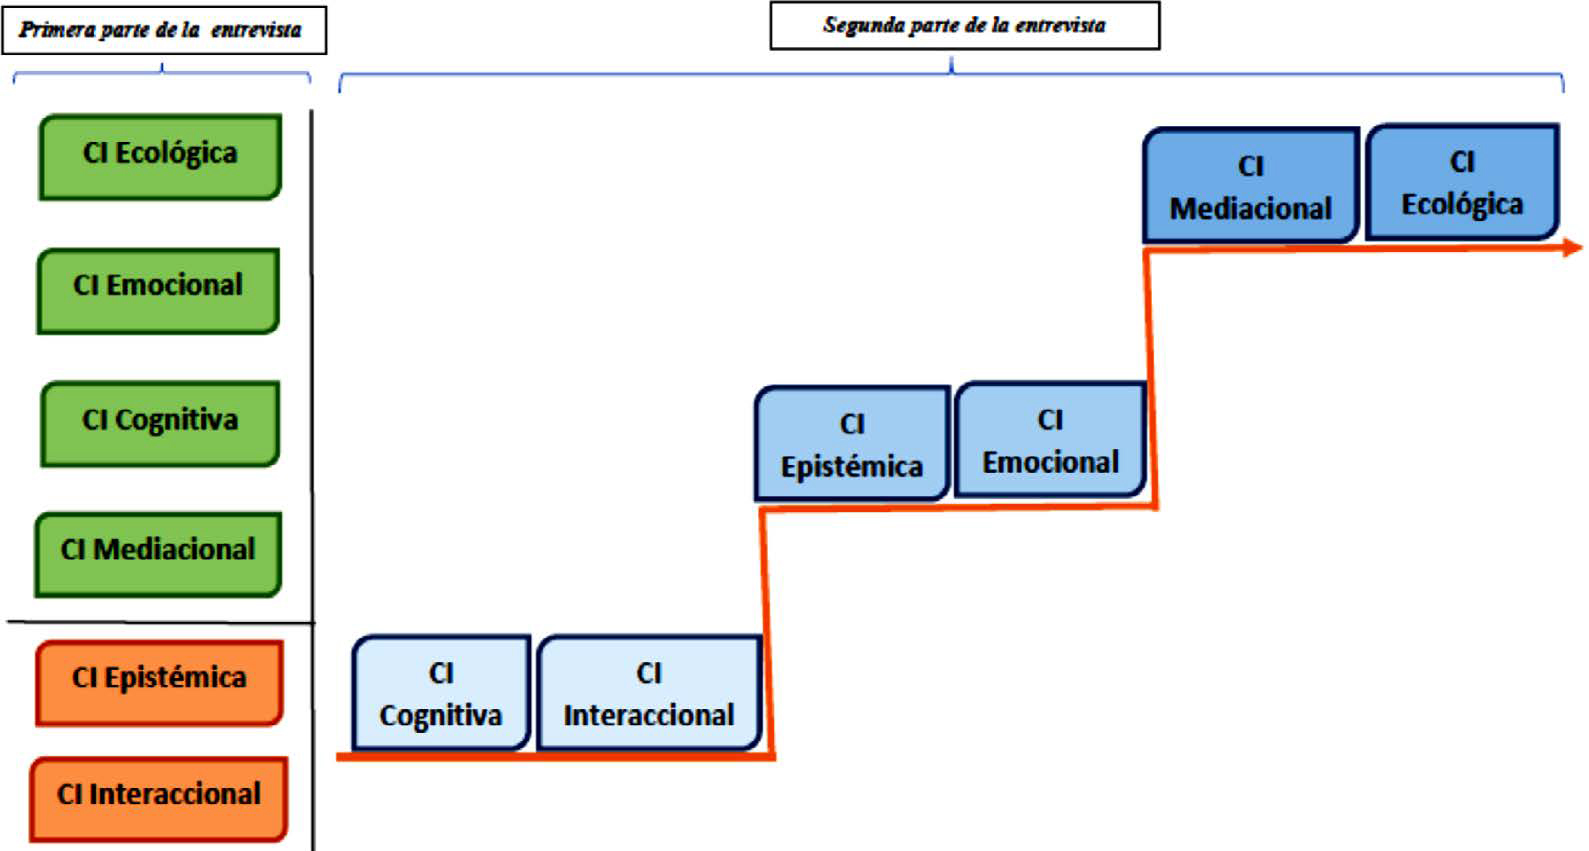 Primera parte de la entrevista
CI Ecológica
CI Emocional
CI Cognitiva
CI Mediacional
CI Epistémica
CI Interaccional
Segunda parte de la entrevista
CI
Cognitiva
CI
Interaccional
CI
Epistémica
CI
Emocional
CI
Mediacional
CI
Ecológica